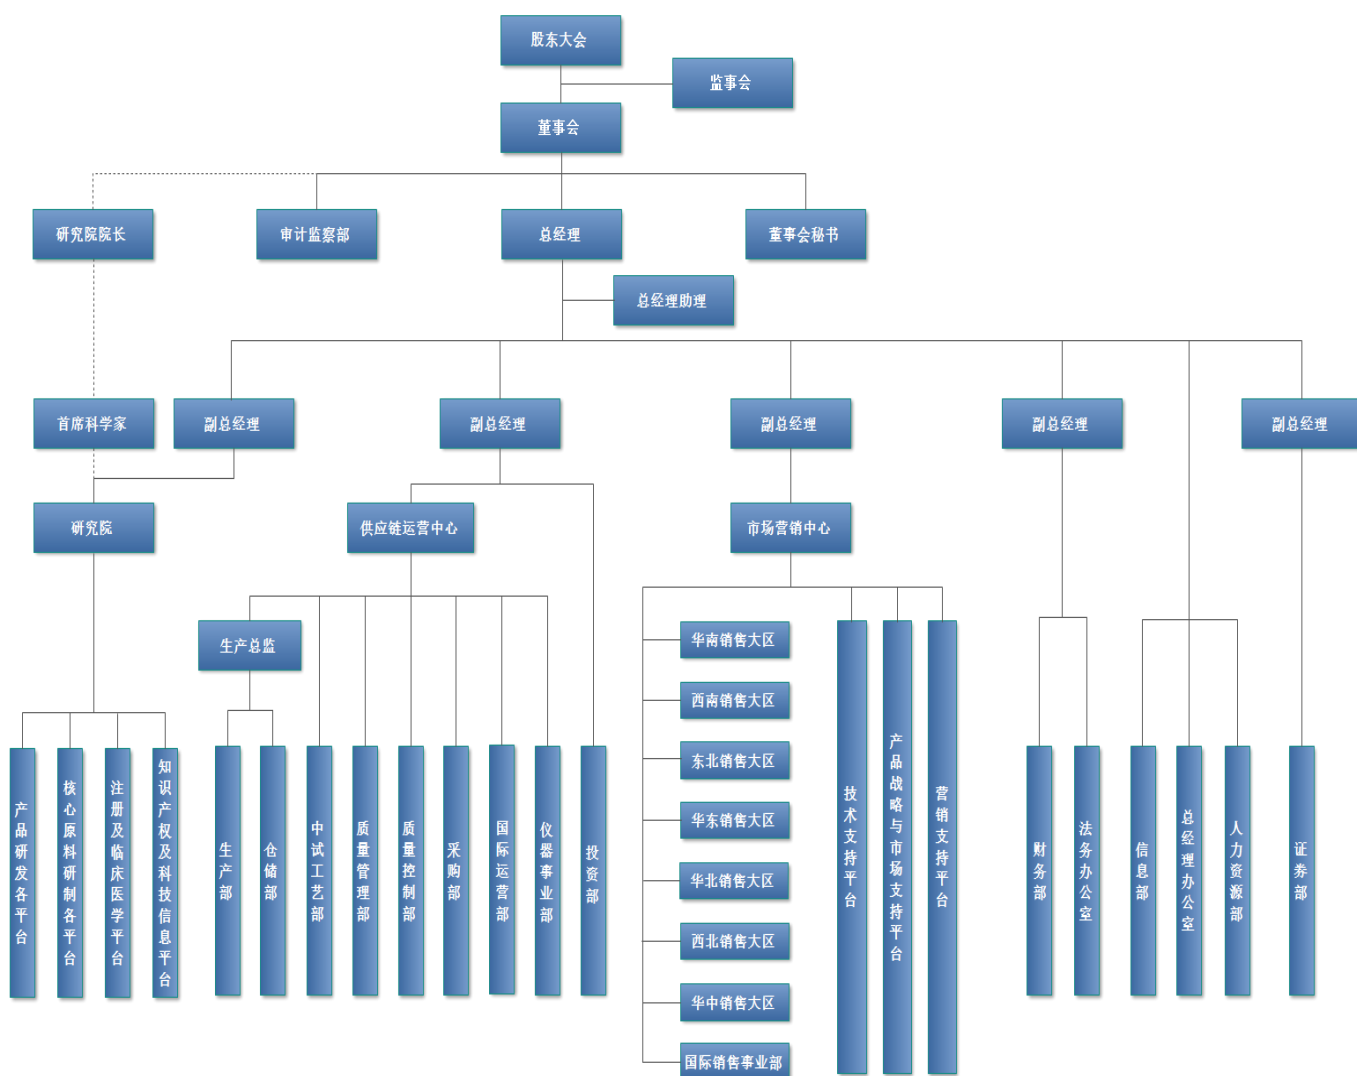 股东大会
监事会
董事会
研究院院长
审计监察部
总经理
董事会秘书
总经理助理
首席科学家
副总经理
副总经理
副总经理
副总经理
副总经理
研究院
供应链运营中心
市场营销中心
生产总监
华南销售大区
西南销售大区
东北销售大区
华东销售大区
华北销售大区
西北销售大区
华中销售大区
国际销售事业部
技术支持平台
产品战略与市场支持平台
营销支持平台
产品研发各平台
核心原料研制各平台
注册及临床医学平台
知识产权及科技信息平台
生产部
仓储部
中试工艺部
质量管理部
质量控制部
采购部
国际运营部
仪器事业部
投资部
财务部
法务办公室
信息部
总经理办公室
人力资源部
证券部